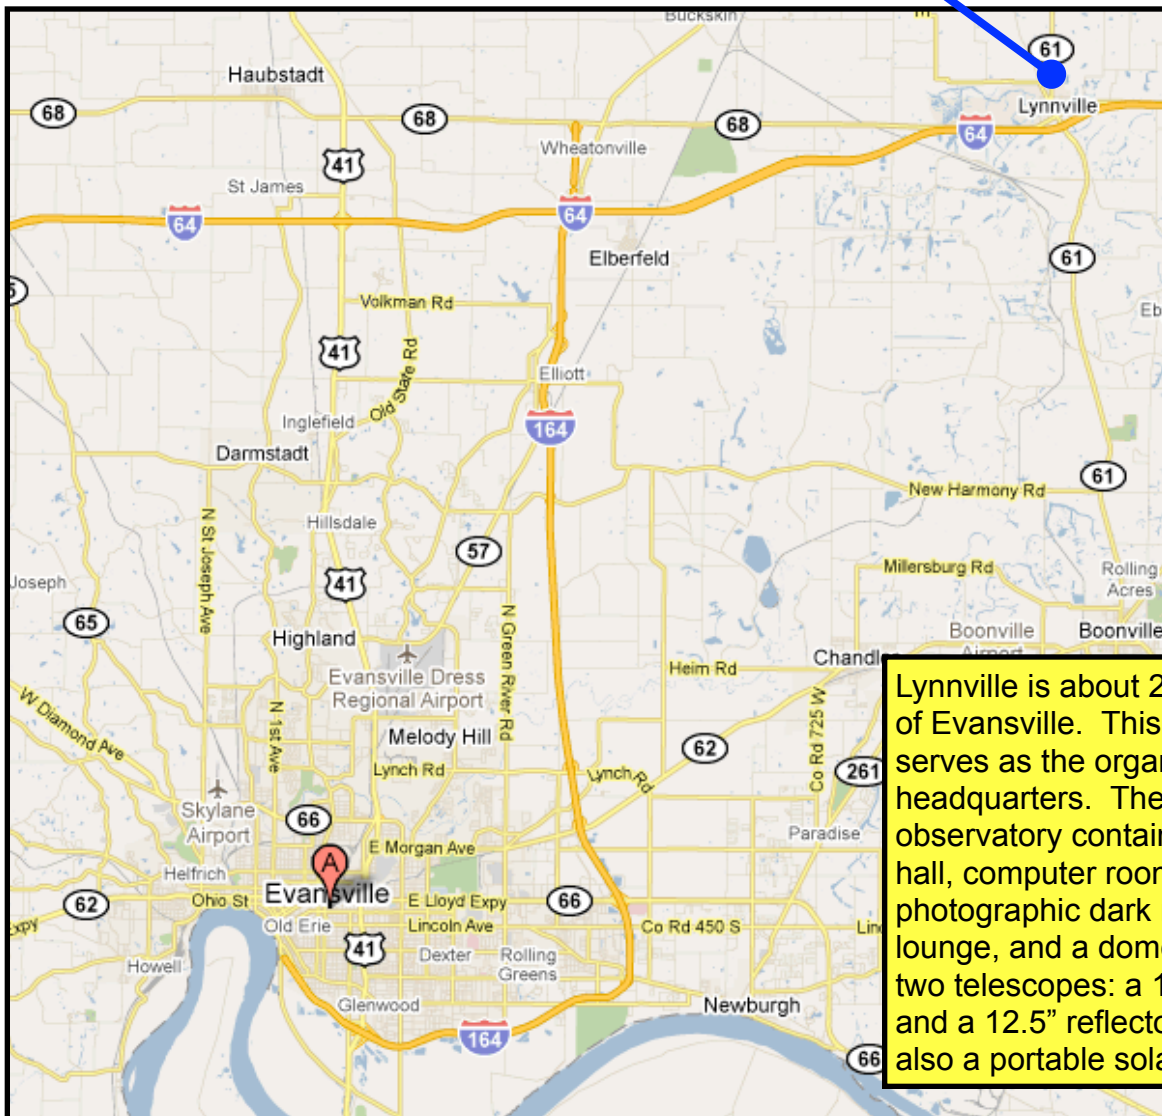 Buckskin
61
Haubstadt
Lynnville
68
68
68
64
Wheatonville
41
St James
64
64
Elberfeld
61
Volkman Rd
Eb
41
Old State Rd
Elliott
Inglefield
164
Darmstadt
61
New Harmony Rd
N St Joseph Ave
Hillsdale
57
Millersburg Rd
Rolling
Acres
Joseph
41
65
N Green River Rd
Highland
Boonville
Airport
Boonville
Evansville Dress
Regional Airport
Heim Rd
Chandle
W Diamond Ave
N 1st Ave
Melody Hill
62
Co Rd 725 W
Lynch Rd
Lynch Rd
261
Skylane
Airport
66
Paradise
E Morgan Ave
A
Helfrich
Evansville
62
Ohio St
E Lloyd Expy
66
Expy
Old Erie
Lincoln Ave
Co Rd 450 S
Linc
41
Dexter
Rolling
Greens
Howell
Glenwood
Newburgh
164
66
Lynnville is about 2
of Evansville. This
serves as the organ
headquarters. The
observatory contain
hall, computer room
photographic dark
lounge, and a dome
two telescopes: a 1
and a 12.5” reflecto
also a portable sola